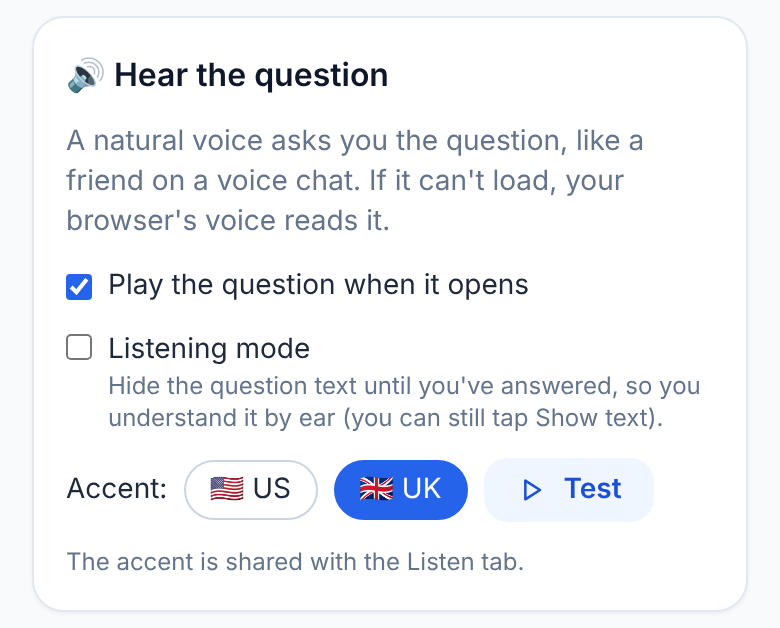 🔊 Hear the question
A natural voice asks you the question, like a
friend on a voice chat. If it can't load, your
browser's voice reads it.
Play the question when it opens
Listening mode
Hide the question text until you've answered, so you
understand it by ear (you can still tap Show text).
Accent: 🇺🇸 US 🇬🇧 UK ▷ Test
The accent is shared with the Listen tab.